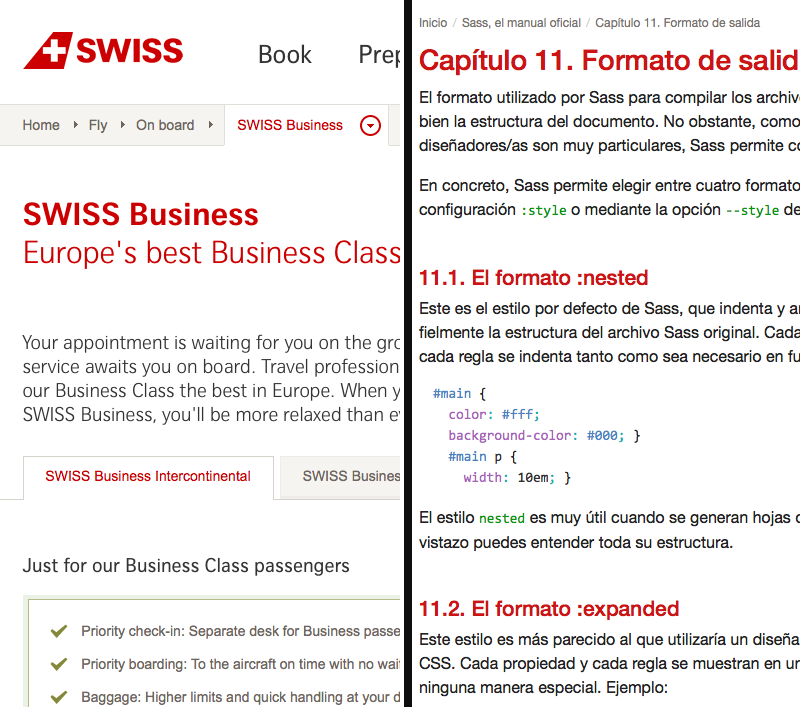 SWISS
Book
Prep
Home
Fly
On board
SWISS Business
SWISS Business
Europe's best Business Class
Your appointment is waiting for you on the gro
service awaits you on board. Travel profession
our Business Class the best in Europe. When y
SWISS Business, you'll be more relaxed than e
SWISS Business Intercontinental
SWISS Busines
Just for our Business Class passengers
Priority check-in: Separate desk for Business passe
Priority boarding: To the aircraft on time with no wai
Baggage: Higher limits and quick handling at your d
Inicio / Sass, el manual oficial / Capítulo 11. Formato de salida
Capítulo 11. Formato de salid
El formato utilizado por Sass para compilar los archiv
bien la estructura del documento. No obstante, como
diseñadores/as son muy particulares, Sass permite c
En concreto, Sass permite elegir entre cuatro formato
configuración :style o mediante la opción --style de
11.1. El formato :nested
Este es el estilo por defecto de Sass, que indenta y a
fielmente la estructura del archivo Sass original. Cada
cada regla se indenta tanto como sea necesario en fu
#main {
color: #fff;
background-color: #000; }
#main p {
width: 10em; }
El estilo nested es muy útil cuando se generan hojas
vistazo puedes entender toda su estructura.
11.2. El formato :expanded
Este estilo es más parecido al que utilizaría un diseña
CSS. Cada propiedad y cada regla se muestran en un
ninguna manera especial. Ejemplo: